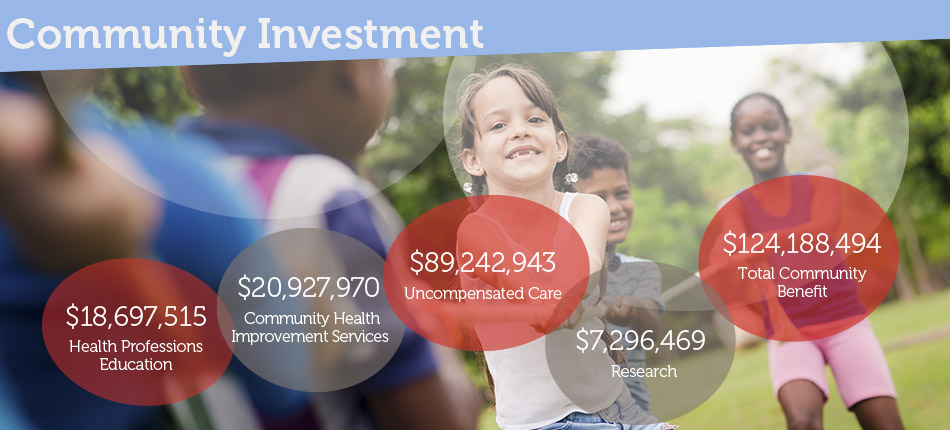 Community Investment
$18,697,515
Health Professions
Education
$20,927,970
Community Health
Improvement Services
$89,242,943
Uncompensated Care
$7,296,469
Research
$124,188,494
Total Community
Benefit